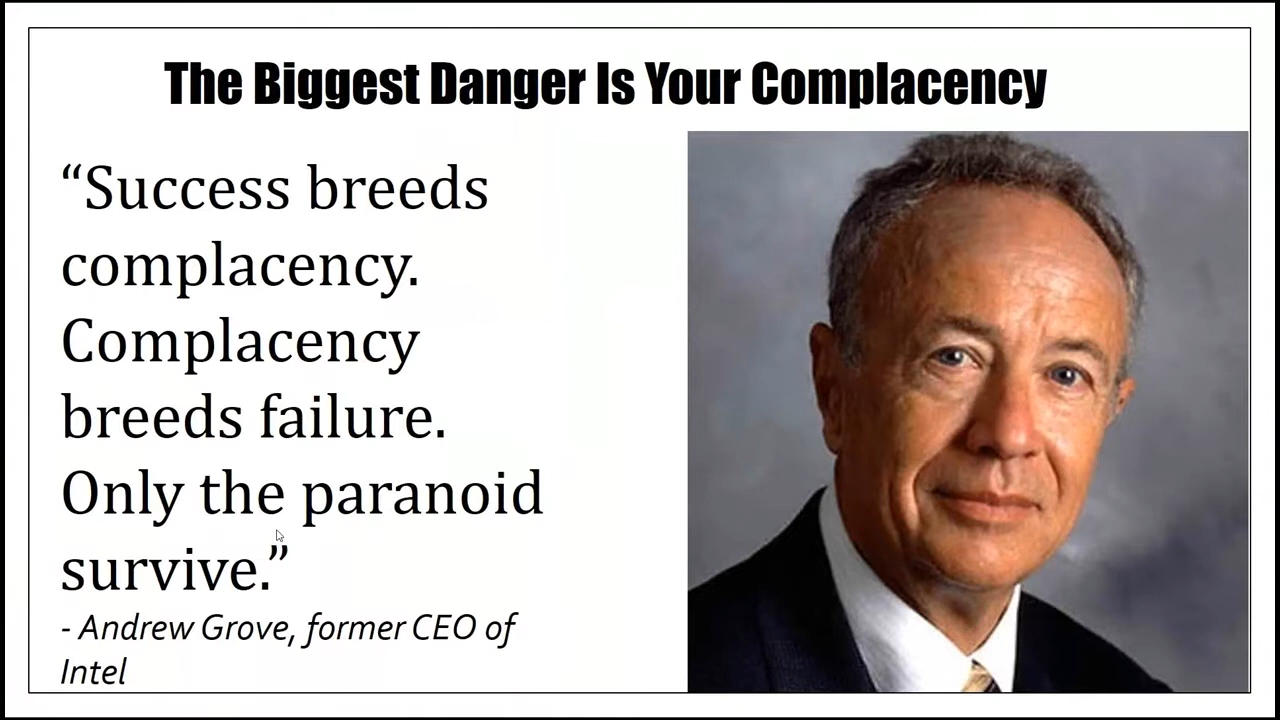 The Biggest Danger Is Your Complacency
“Success breeds
complacency.
Complacency
breeds failure.
Only the paranoid
survive.”
- Andrew Grove, former CEO of
Intel